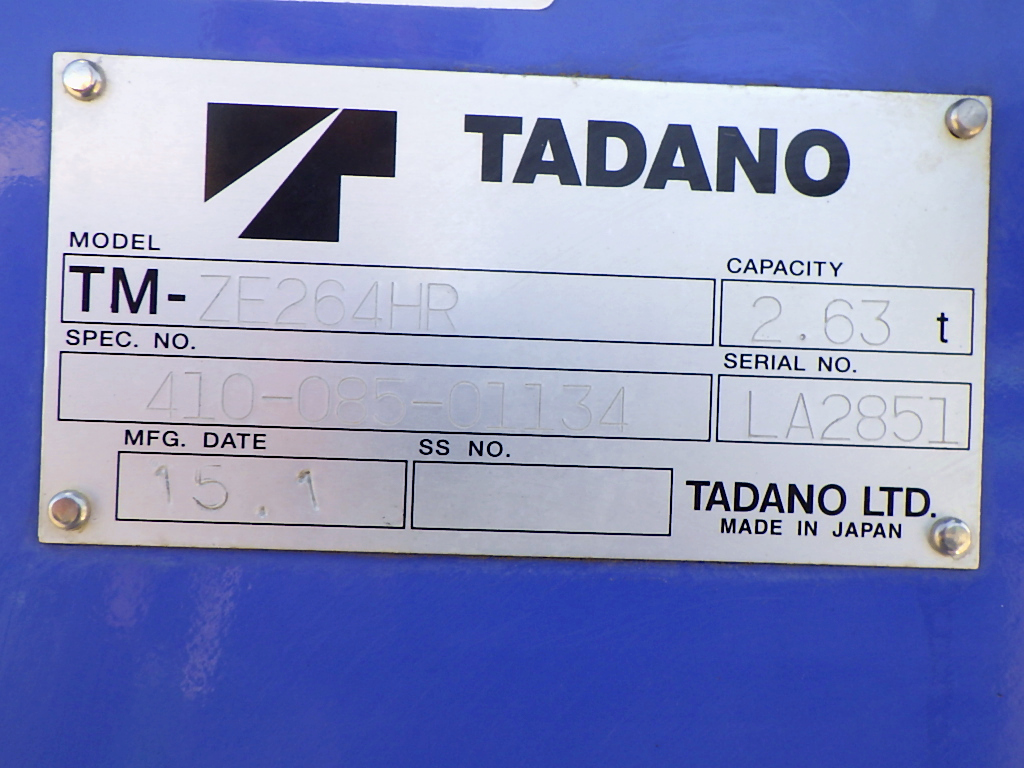 TADANO
MODEL
TM-ZE264HR
CAPACITY
2.63 t
SPEC. NO.
410-085-01134
SERIAL NO.
LA2851
MFG. DATE
15.1
SS NO.
TADANO LTD.
MADE IN JAPAN